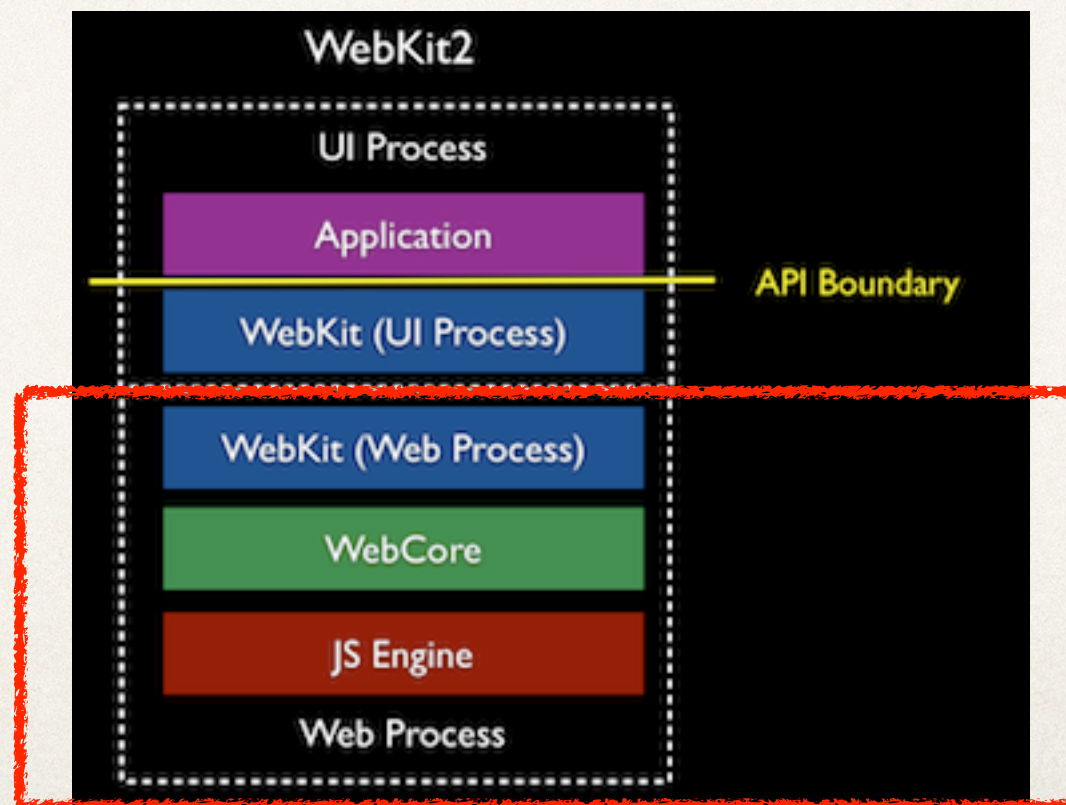 WebKit2
UI Process
Application
API Boundary
WebKit (UI Process)
WebKit (Web Process)
WebCore
JS Engine
Web Process